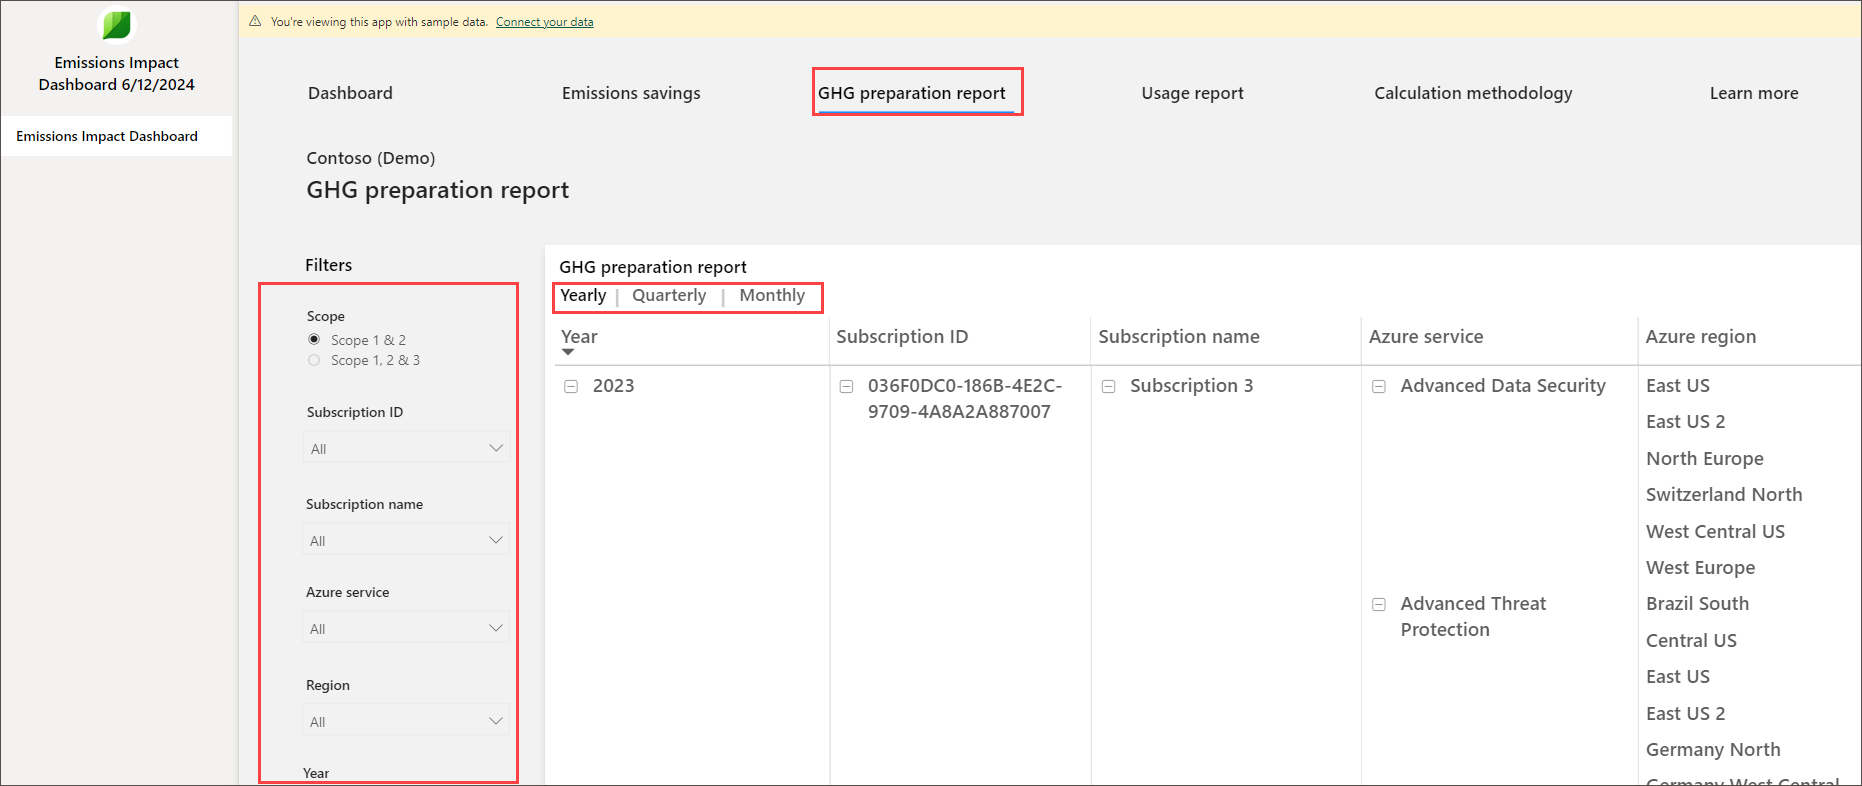 Emissions Impact
Dashboard 6/12/2024
Emissions Impact Dashboard
You're viewing this app with sample data. Connect your data
Dashboard
Emissions savings
GHG preparation report
Usage report
Calculation methodology
Learn more
Contoso (Demo)
GHG preparation report
Filters
Scope
Scope 1 & 2
Scope 1, 2 & 3
Subscription ID
All
Subscription name
All
Azure service
All
Region
All
Year
GHG preparation report
Yearly | Quarterly | Monthly
Year
Subscription ID
Subscription name
Azure service
Azure region
2023
036F0DC0-186B-4E2C-
9709-4A8A2A887007
Subscription 3
Advanced Data Security
East US
East US 2
North Europe
Switzerland North
West Central US
West Europe
Advanced Threat
Protection
Brazil South
Central US
East US
East US 2
Germany North
Germany West Central